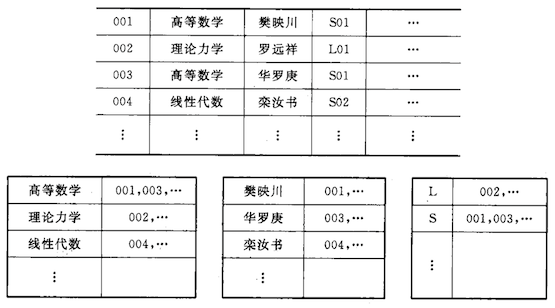 001 高等数学 樊映川 S01 …
002 理论力学 罗远祥 L01 …
003 高等数学 华罗庚 S01 …
004 线性代数 栾汝书 S02 …
⋮ ⋮ ⋮ ⋮ ⋮
高等数学 001,003,…
理论力学 002,…
线性代数 004,…
⋮
樊映川 001,…
华罗庚 003,…
栾汝书 004,…
⋮
L 002,…
S 001,003,…
⋮